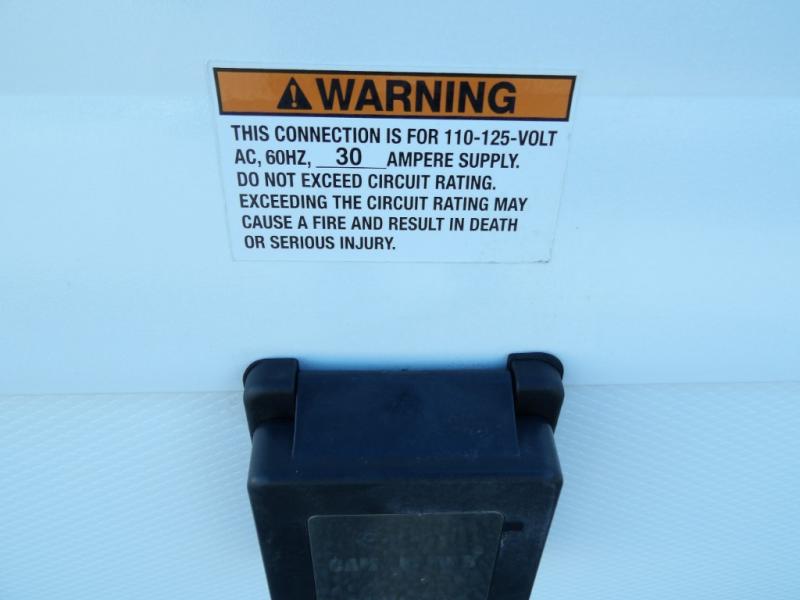 WARNING
THIS CONNECTION IS FOR 110-125-VOLT
AC, 60HZ, 30 AMPERE SUPPLY.
DO NOT EXCEED CIRCUIT RATING.
EXCEEDING THE CIRCUIT RATING MAY
CAUSE A FIRE AND RESULT IN DEATH
OR SERIOUS INJURY.